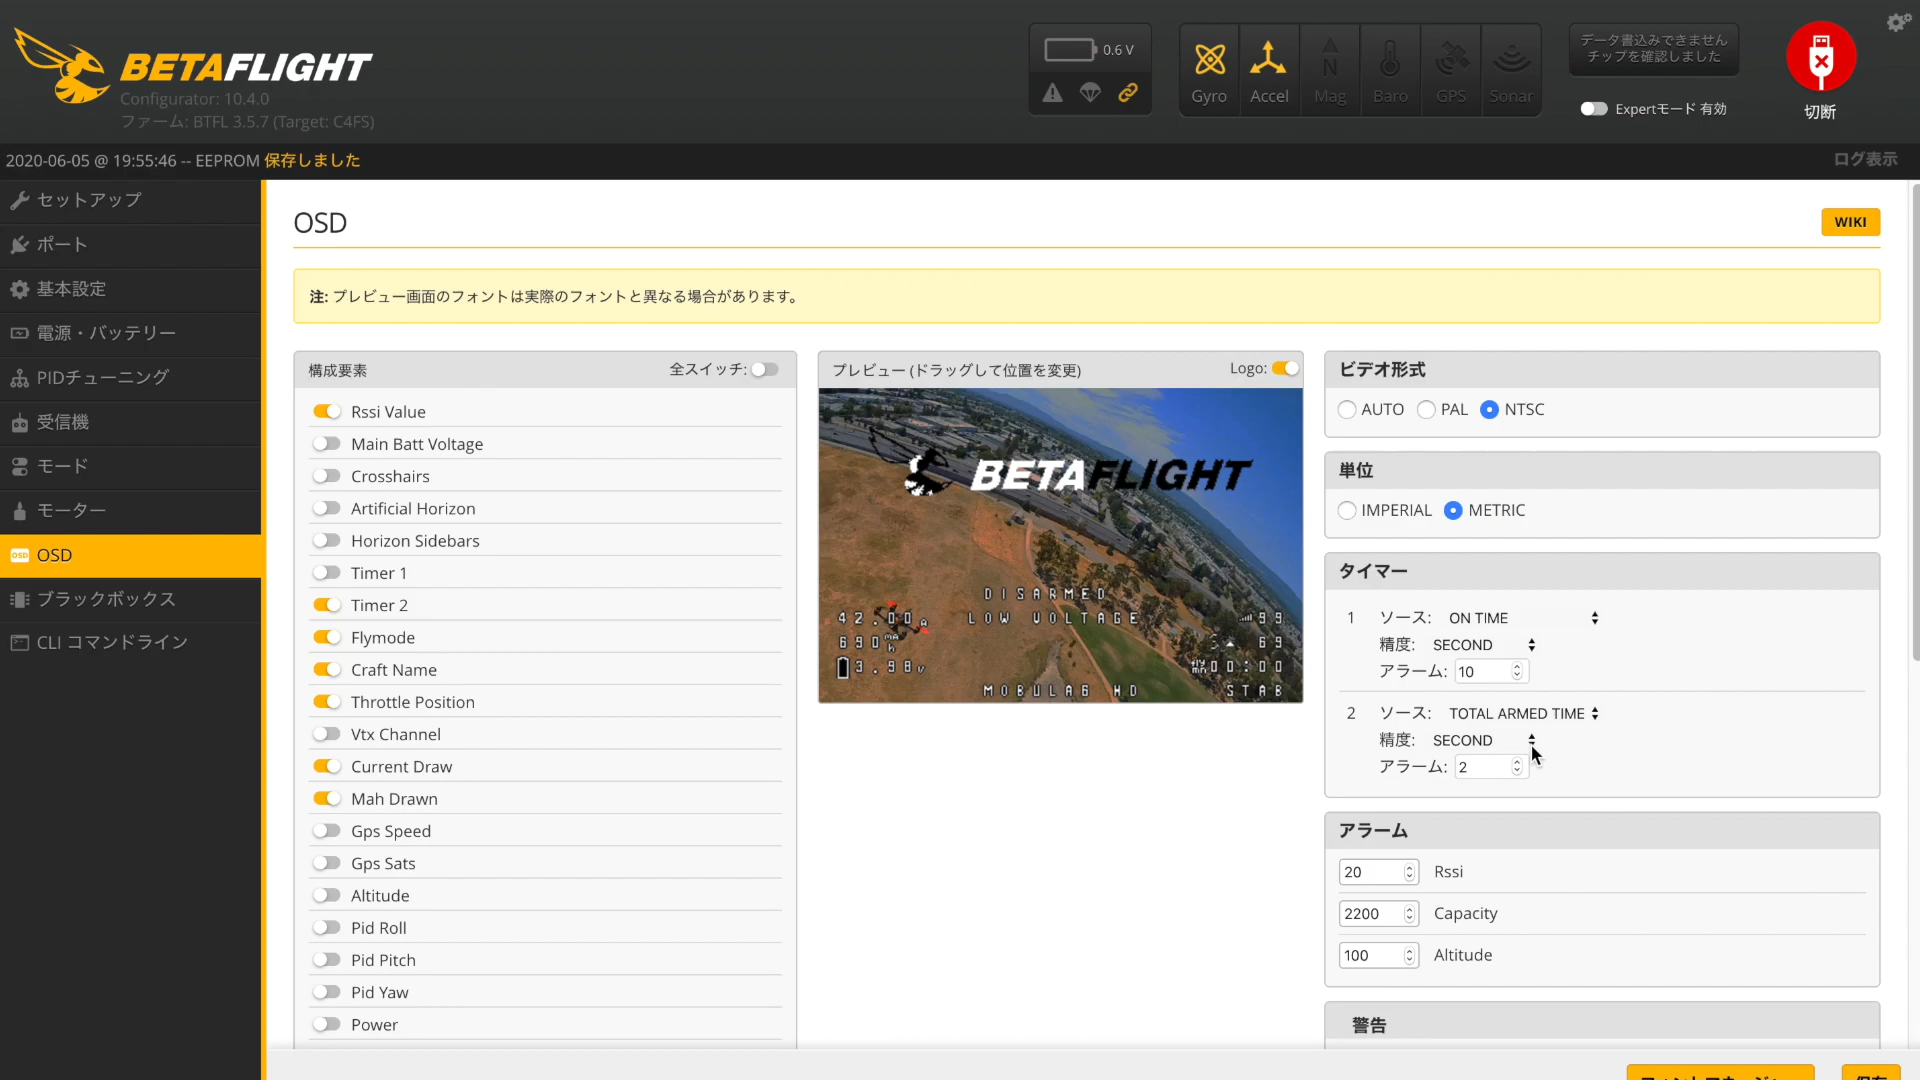 BETAFLIGHT
Configurator: 10.4.0
ファーム: BTFL 3.5.7 (Target: C4FS)
0.6 V
Gyro
Accel
Mag
Baro
GPS
Sonar
データ書込みできません
チップを確認しました
Expertモード 有効
切断
2020-06-05 @ 19:55:46 -- EEPROM 保存しました
ログ表示
セットアップ
ポート
基本設定
電源・バッテリー
PIDチューニング
受信機
モード
モーター
OSD
ブラックボックス
CLI コマンドライン
OSD
WIKI
注: プレビュー画面のフォントは実際のフォントと異なる場合があります。
構成要素
全スイッチ:
Rssi Value
Main Batt Voltage
Crosshairs
Artificial Horizon
Horizon Sidebars
Timer 1
Timer 2
Flymode
Craft Name
Throttle Position
Vtx Channel
Current Draw
Mah Drawn
Gps Speed
Gps Sats
Altitude
Pid Roll
Pid Pitch
Pid Yaw
Power
プレビュー (ドラッグして位置を変更)
Logo:
BETAFLIGHT
DISARMED
42.00A
LOW VOLTAGE
99
690mAh
69
3.98V
00:00
MOBULA6 HD
STAB
ビデオ形式
AUTO PAL NTSC
単位
IMPERIAL METRIC
タイマー
1 ソース: ON TIME
精度: SECOND
アラーム: 10
2 ソース: TOTAL ARMED TIME
精度: SECOND
アラーム: 2
アラーム
20 Rssi
2200 Capacity
100 Altitude
警告